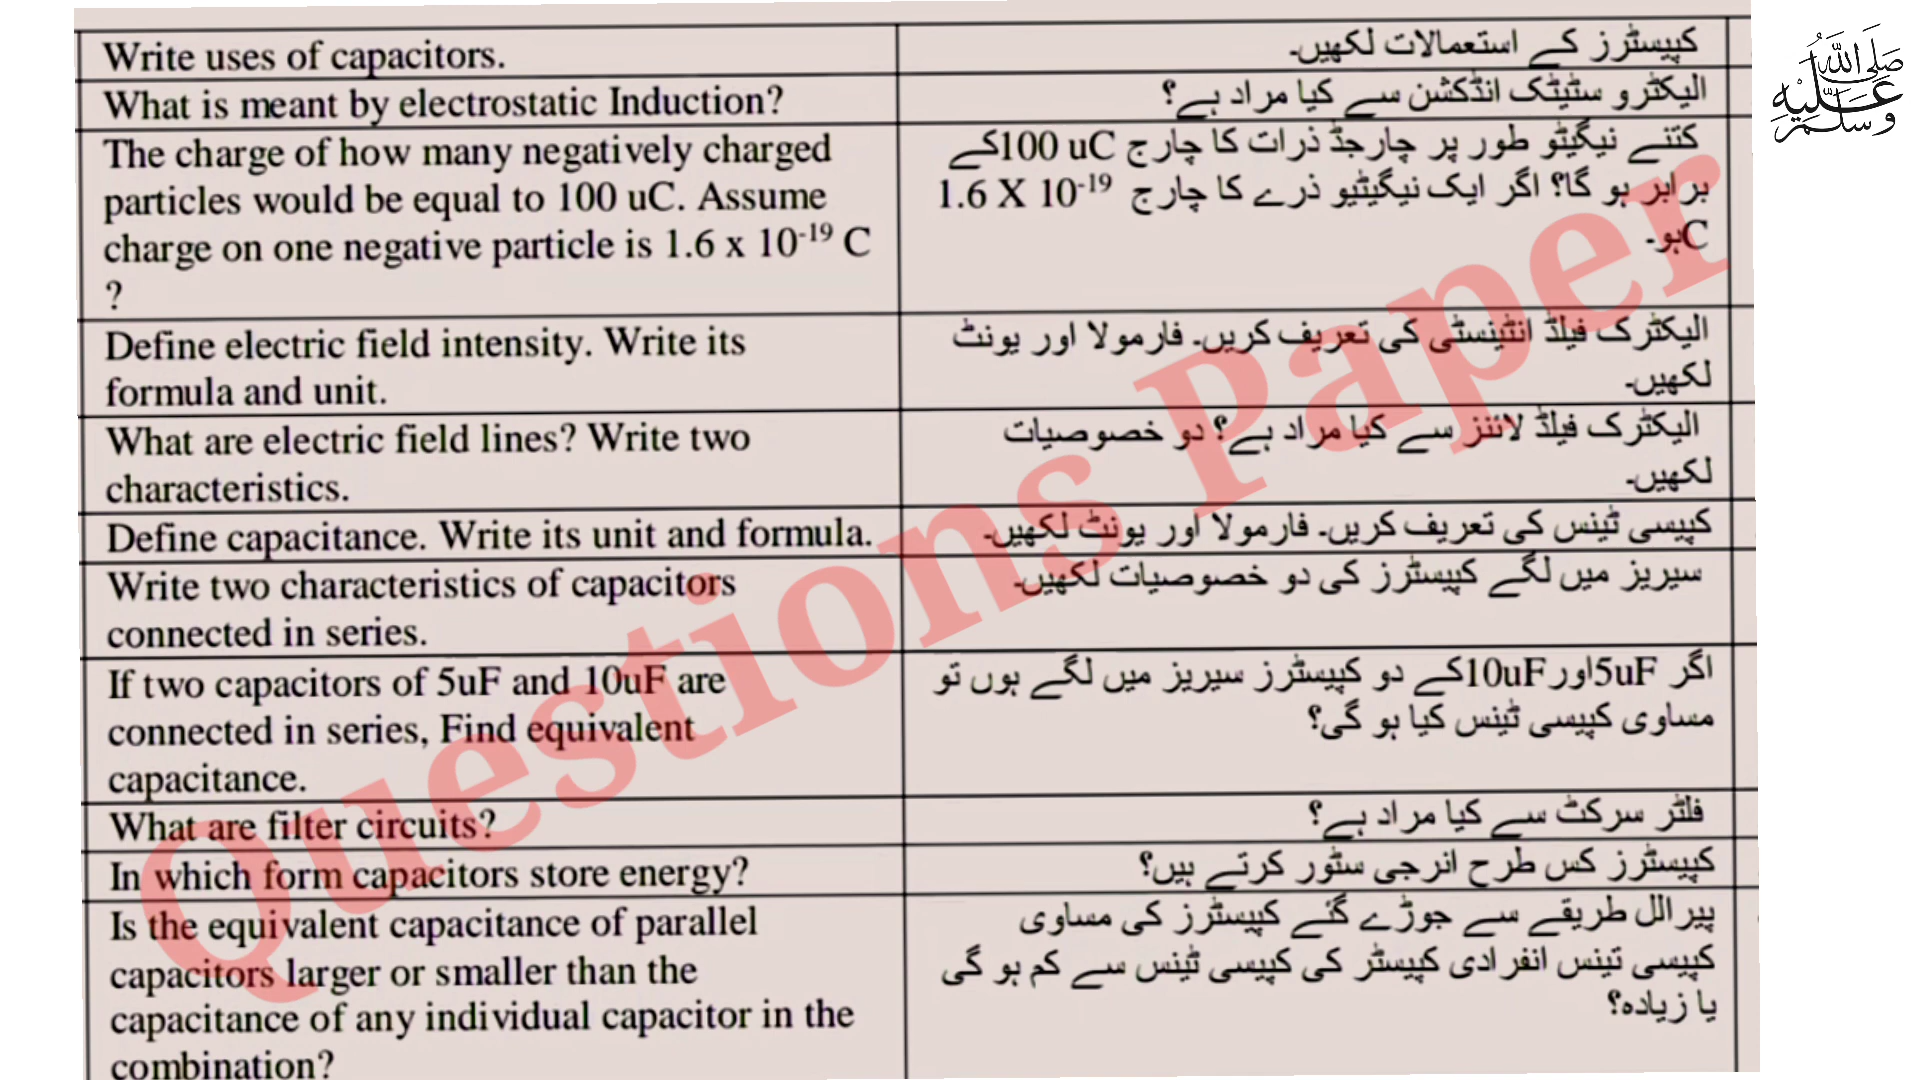 Write uses of capacitors.
کپیسٹرز کے استعمالات لکھیں۔
What is meant by electrostatic Induction?
الیکٹرو سٹیٹک انڈکشن سے کیا مراد ہے؟
The charge of how many negatively charged
particles would be equal to 100 uC. Assume
charge on one negative particle is 1.6 x 10⁻¹⁹ C
?
کتنے نیگیٹو طور پر چارجڈ ذرات کا چارج 100 uCکے
برابر ہو گا؟ اگر ایک نیگیٹیو ذرے کا چارج 1.6 X 10⁻¹⁹
Cہو۔
Define electric field intensity. Write its
formula and unit.
الیکٹرک فیلڈ انٹینسٹی کی تعریف کریں۔ فارمولا اور یونٹ
لکھیں۔
What are electric field lines? Write two
characteristics.
الیکٹرک فیلڈ لائنز سے کیا مراد ہے؟ دو خصوصیات
لکھیں۔
Define capacitance. Write its unit and formula.
کپیسی ٹینس کی تعریف کریں۔ فارمولا اور یونٹ لکھیں۔
Write two characteristics of capacitors
connected in series.
سیریز میں لگے کپیسٹرز کی دو خصوصیات لکھیں۔
If two capacitors of 5uF and 10uF are
connected in series, Find equivalent
capacitance.
اگر 5uFاور10uFکے دو کپیسٹرز سیریز میں لگے ہوں تو
مساوی کپیسی ٹینس کیا ہو گی؟
What are filter circuits?
فلٹر سرکٹ سے کیا مراد ہے؟
In which form capacitors store energy?
کپیسٹرز کس طرح انرجی سٹور کرتے ہیں؟
Is the equivalent capacitance of parallel
capacitors larger or smaller than the
capacitance of any individual capacitor in the
combination?
پیرالل طریقے سے جوڑے گئے کپیسٹرز کی مساوی
کپیسی تینس انفرادی کپیسٹر کی کپیسی ٹینس سے کم ہو گی
یا زیادہ؟
Questions Paper
صلى الله عليه وسلم